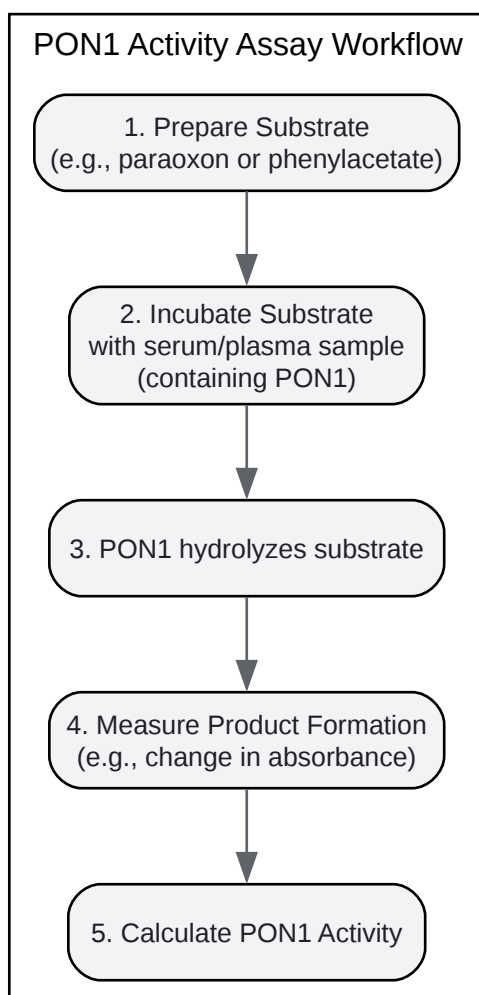 PON1 Activity Assay Workflow
1. Prepare Substrate
(e.g., paraoxon or phenylacetate)
2. Incubate Substrate
with serum/plasma sample
(containing PON1)
3. PON1 hydrolyzes substrate
4. Measure Product Formation
(e.g., change in absorbance)
5. Calculate PON1 Activity